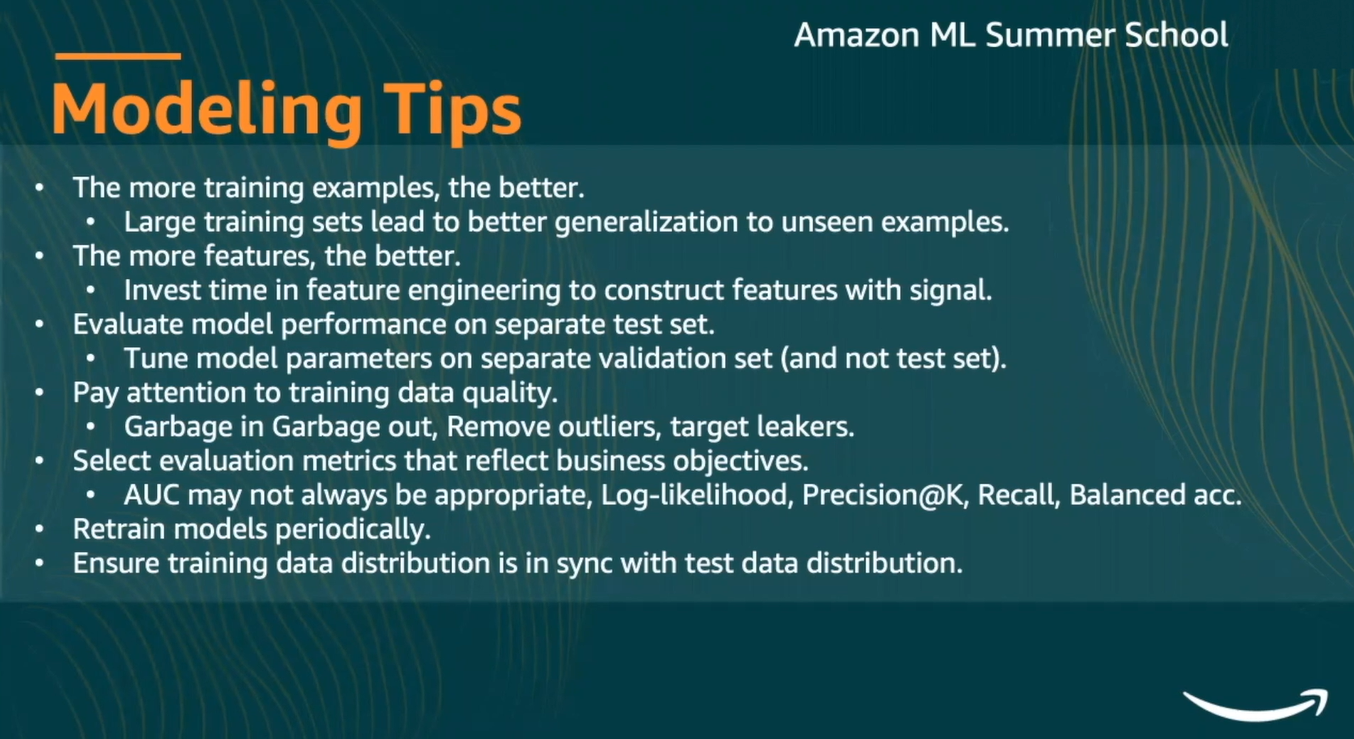 Amazon ML Summer School
Modeling Tips
• The more training examples, the better.
• Large training sets lead to better generalization to unseen examples.
• The more features, the better.
• Invest time in feature engineering to construct features with signal.
• Evaluate model performance on separate test set.
• Tune model parameters on separate validation set (and not test set).
• Pay attention to training data quality.
• Garbage in Garbage out, Remove outliers, target leakers.
• Select evaluation metrics that reflect business objectives.
• AUC may not always be appropriate, Log-likelihood, Precision@K, Recall, Balanced acc.
• Retrain models periodically.
• Ensure training data distribution is in sync with test data distribution.